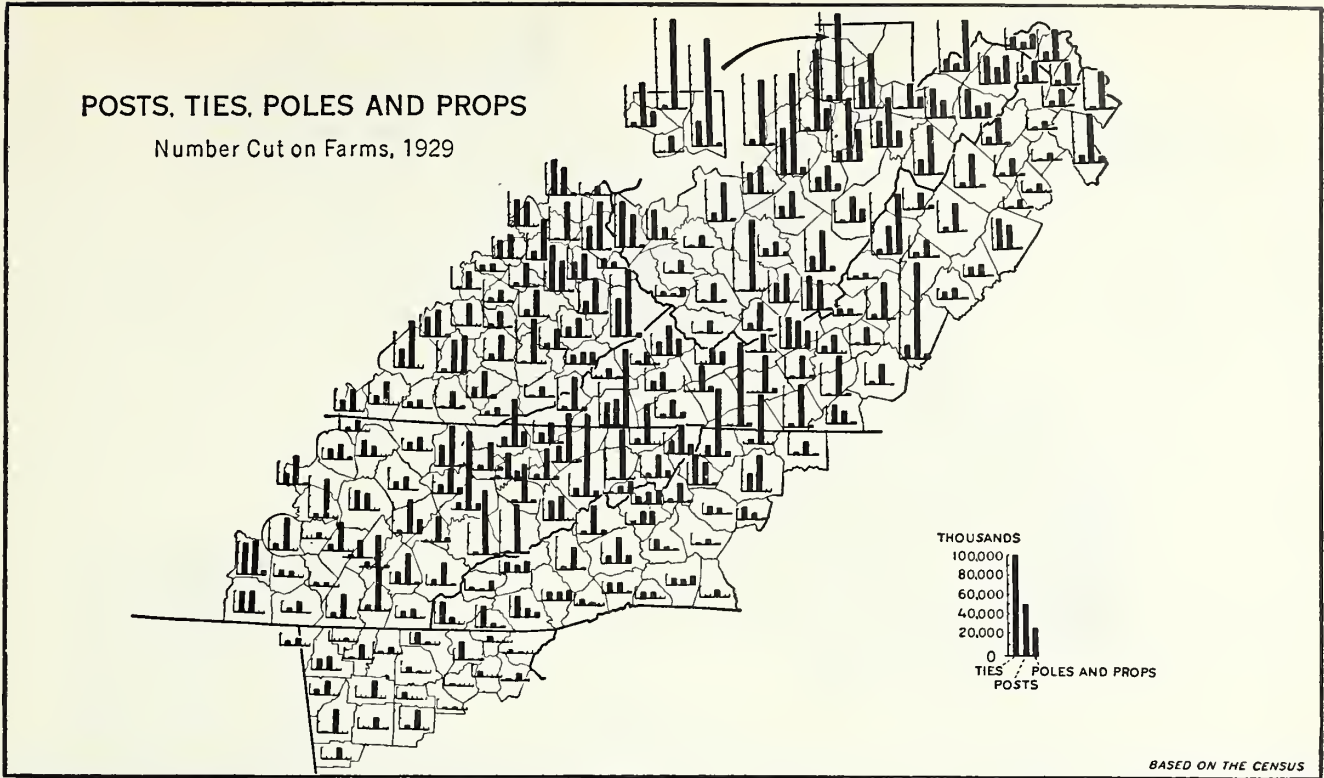 POSTS, TIES, POLES AND PROPS
Number Cut on Farms, 1929
THOUSANDS
100,000
80,000
60,000
40,000
20,000
0
TIES POLES AND PROPS
POSTS
BASED ON THE CENSUS